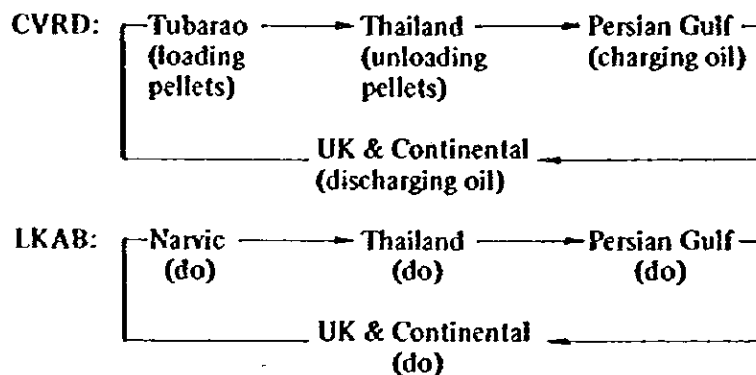 CVRD: Tubarao Thailand Persian Gulf
(loading (unloading (charging oil)
pellets) pellets)
UK & Continental
(discharging oil)
LKAB: Narvic Thailand Persian Gulf
(do) (do) (do)
UK & Continental
(do)